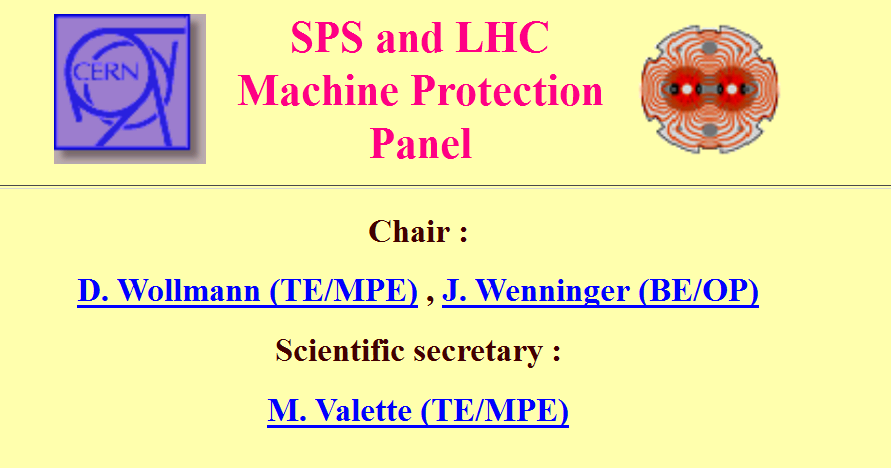 CERN
SPS and LHC
Machine Protection
Panel
Chair :
D. Wollmann (TE/MPE) , J. Wenninger (BE/OP)
Scientific secretary :
M. Valette (TE/MPE)